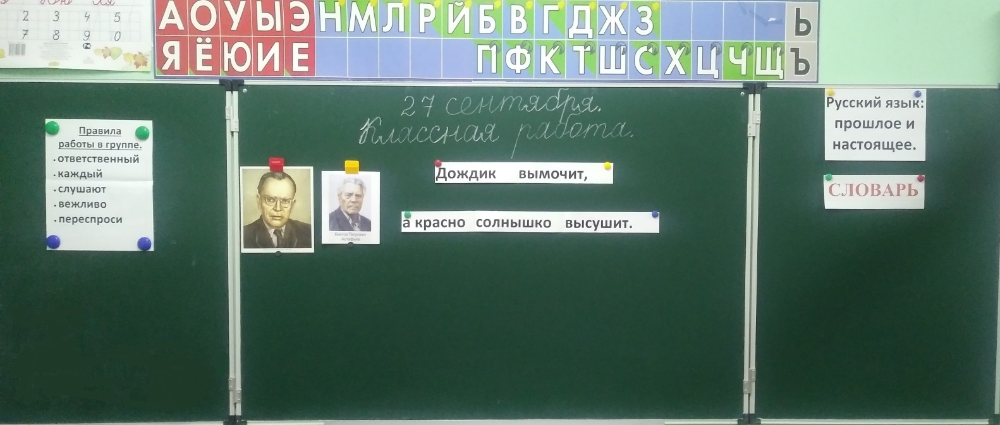 2 3 4 5
7 8 9 0
А О У Ы Э Н М Л Р Й Б В Г Д Ж З Ь
Я Ё Ю И Е П Ф К Т Ш С Х Ц Ч Щ Ъ
Правила
работы в группе.
. ответственный
. каждый
. слушают
. вежливо
. переспроси
27 сентября.
Классная работа.
Виктор Петрович
Астафьев
Дождик вымочит,
а красно солнышко высушит.
Русский язык:
прошлое и
настоящее.
СЛОВАРЬ